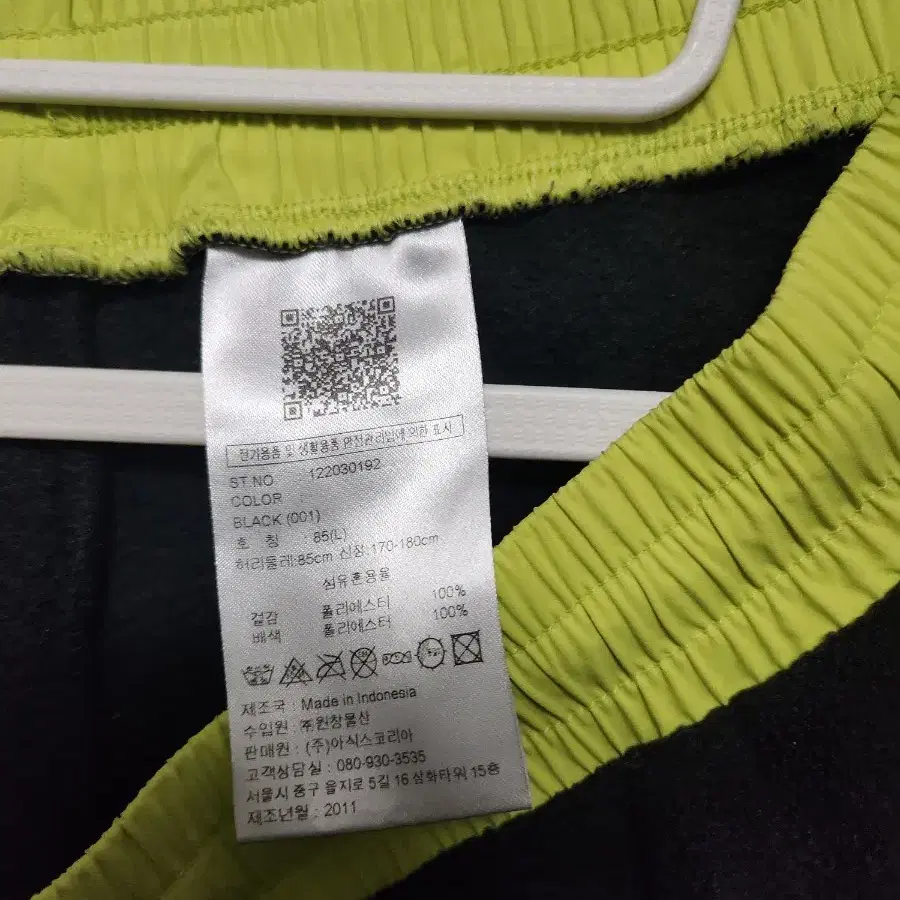 전기용품 및 생활용품 안전관리법에 의한 표시
ST NO : 122030192
COLOR :
BLACK (001)
호 칭 : 85(L)
허리둘레:85cm 신장:170-180cm
섬유혼용율
겉감 폴리에스터 100%
배색 폴리에스터 100%
제조국 : Made in Indonesia
수입원 : ㈜원창물산
판매원 : (주)아식스코리아
고객상담실 : 080-930-3535
서울시 중구 을지로 5길 16 삼화타워 15층
제조년월 : 2011